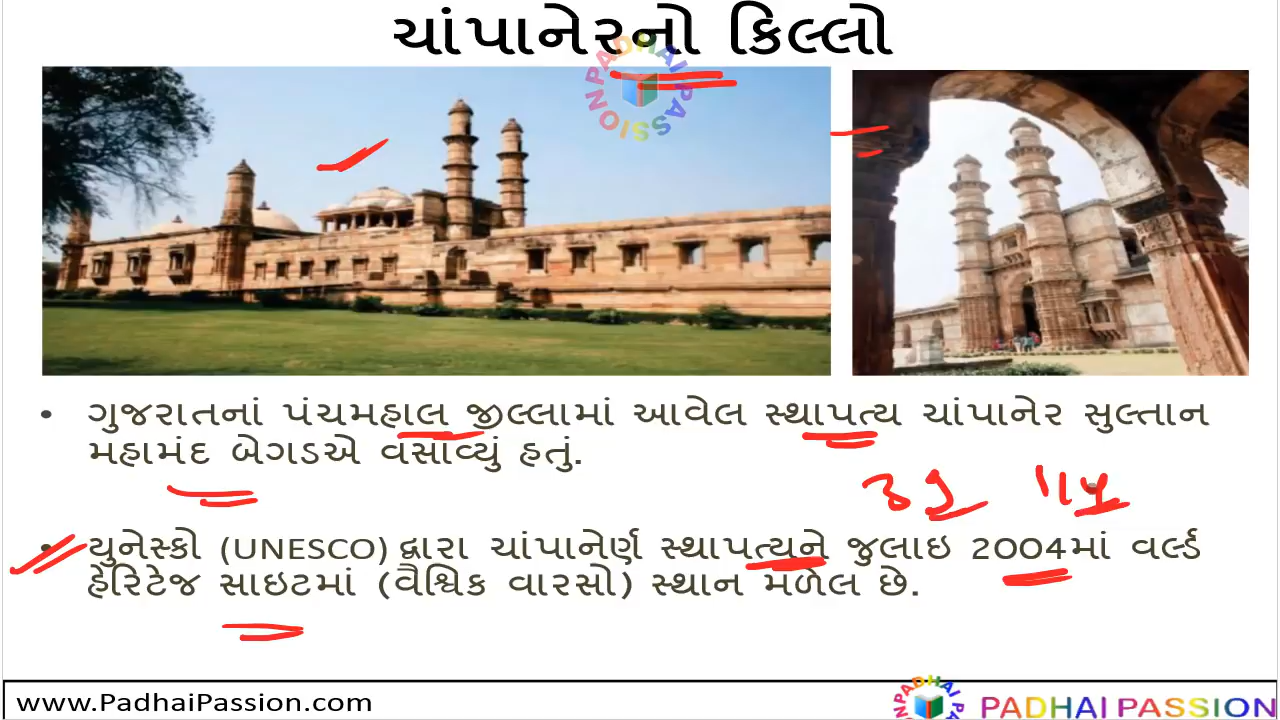 ચાંપાનેરનો કિલ્લો
PADHAI PASSION
• ગુજરાતનાં પંચમહાલ જીલ્લામાં આવેલ સ્થાપત્ય ચાંપાનેર સુલ્તાન
મહામંદ બેગડએ વસાવ્યું હતું.
• યુનેસ્કો (UNESCO) દ્વારા ચાંપાનેર્ણ સ્થાપત્યને જુલાઇ 2004માં વર્લ્ડ
હેરિટેજ સાઇટમાં (વૈશ્વિક વારસો) સ્થાન મળેલ છે.
www.PadhaiPassion.com
PADHAI PASSION